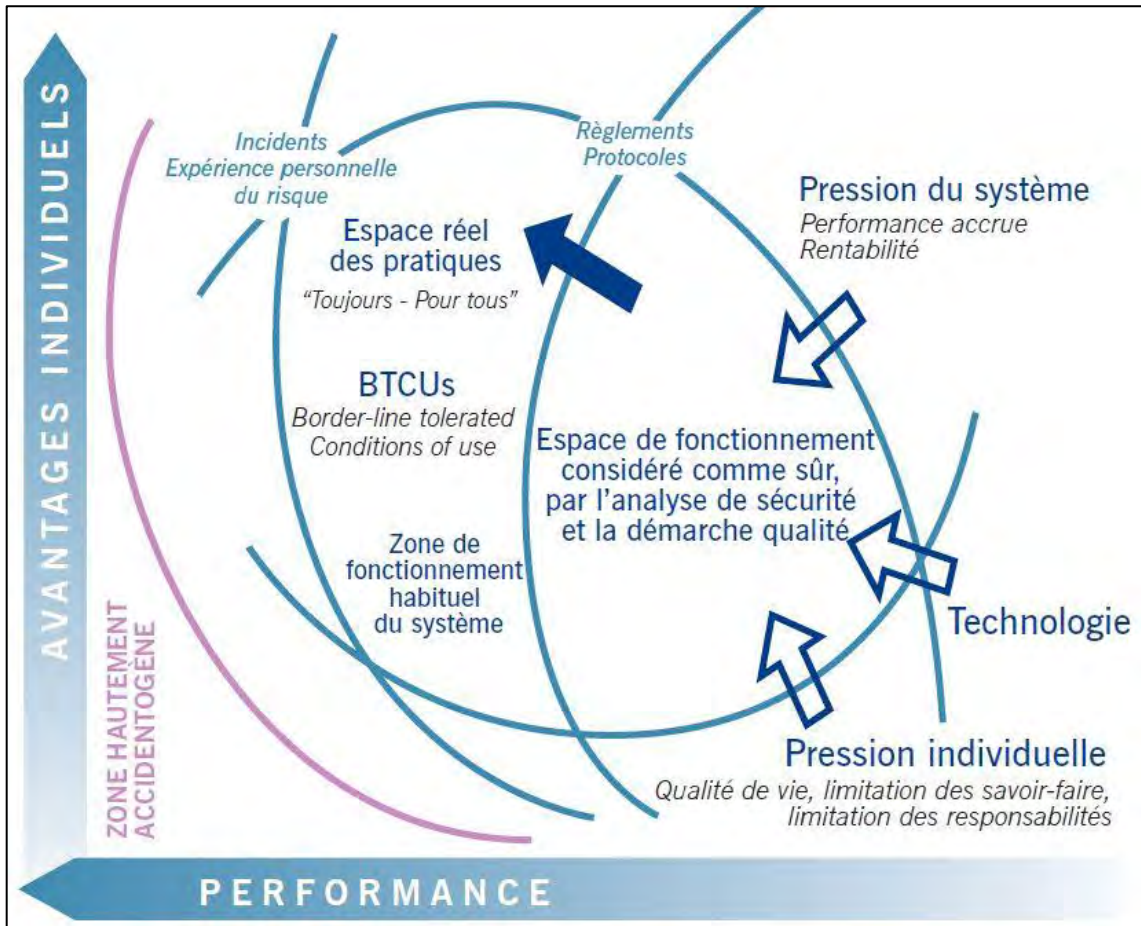 AVANTAGES INDIVIDUELS
Incidents
Expérience personnelle
du risque
Règlements
Protocoles
Pression du système
Performance accrue
Rentabilité
Espace réel
des pratiques
“Toujours - Pour tous”
BTCUs
Border-line tolerated
Conditions of use
Espace de fonctionnement
considéré comme sûr,
par l’analyse de sécurité
et la démarche qualité
Zone de
fonctionnement
habituel
du système
Technologie
ZONE HAUTEMENT
ACCIDENTOGÈNE
Pression individuelle
Qualité de vie, limitation des savoir-faire,
limitation des responsabilités
PERFORMANCE